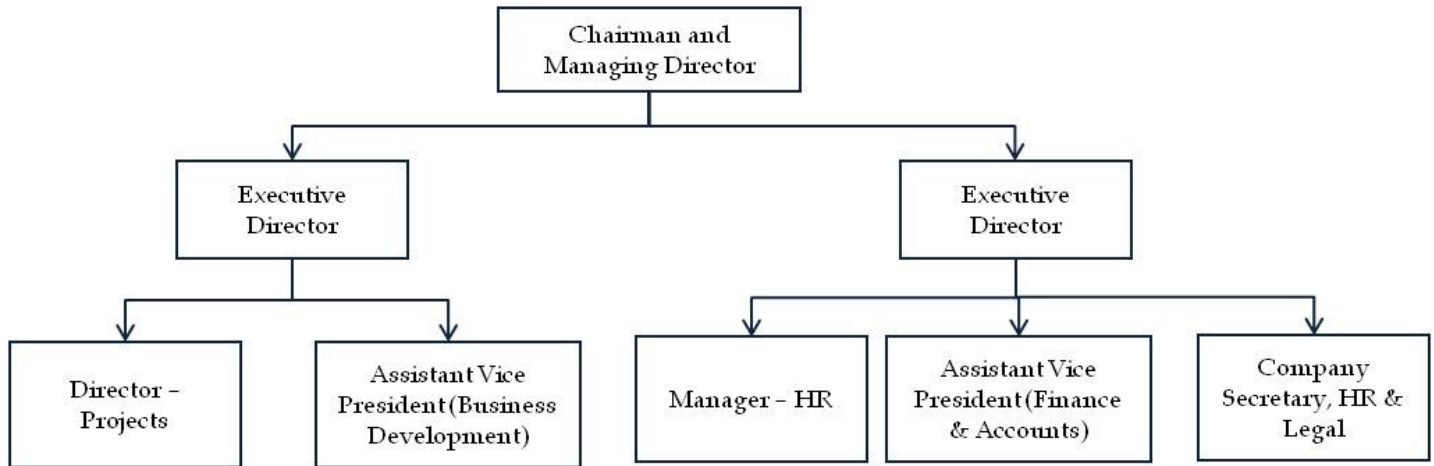 Chairman and
Managing Director
Executive
Director
Executive
Director
Director –
Projects
Assistant Vice
President (Business
Development)
Manager – HR
Assistant Vice
President (Finance
& Accounts)
Company
Secretary, HR &
Legal